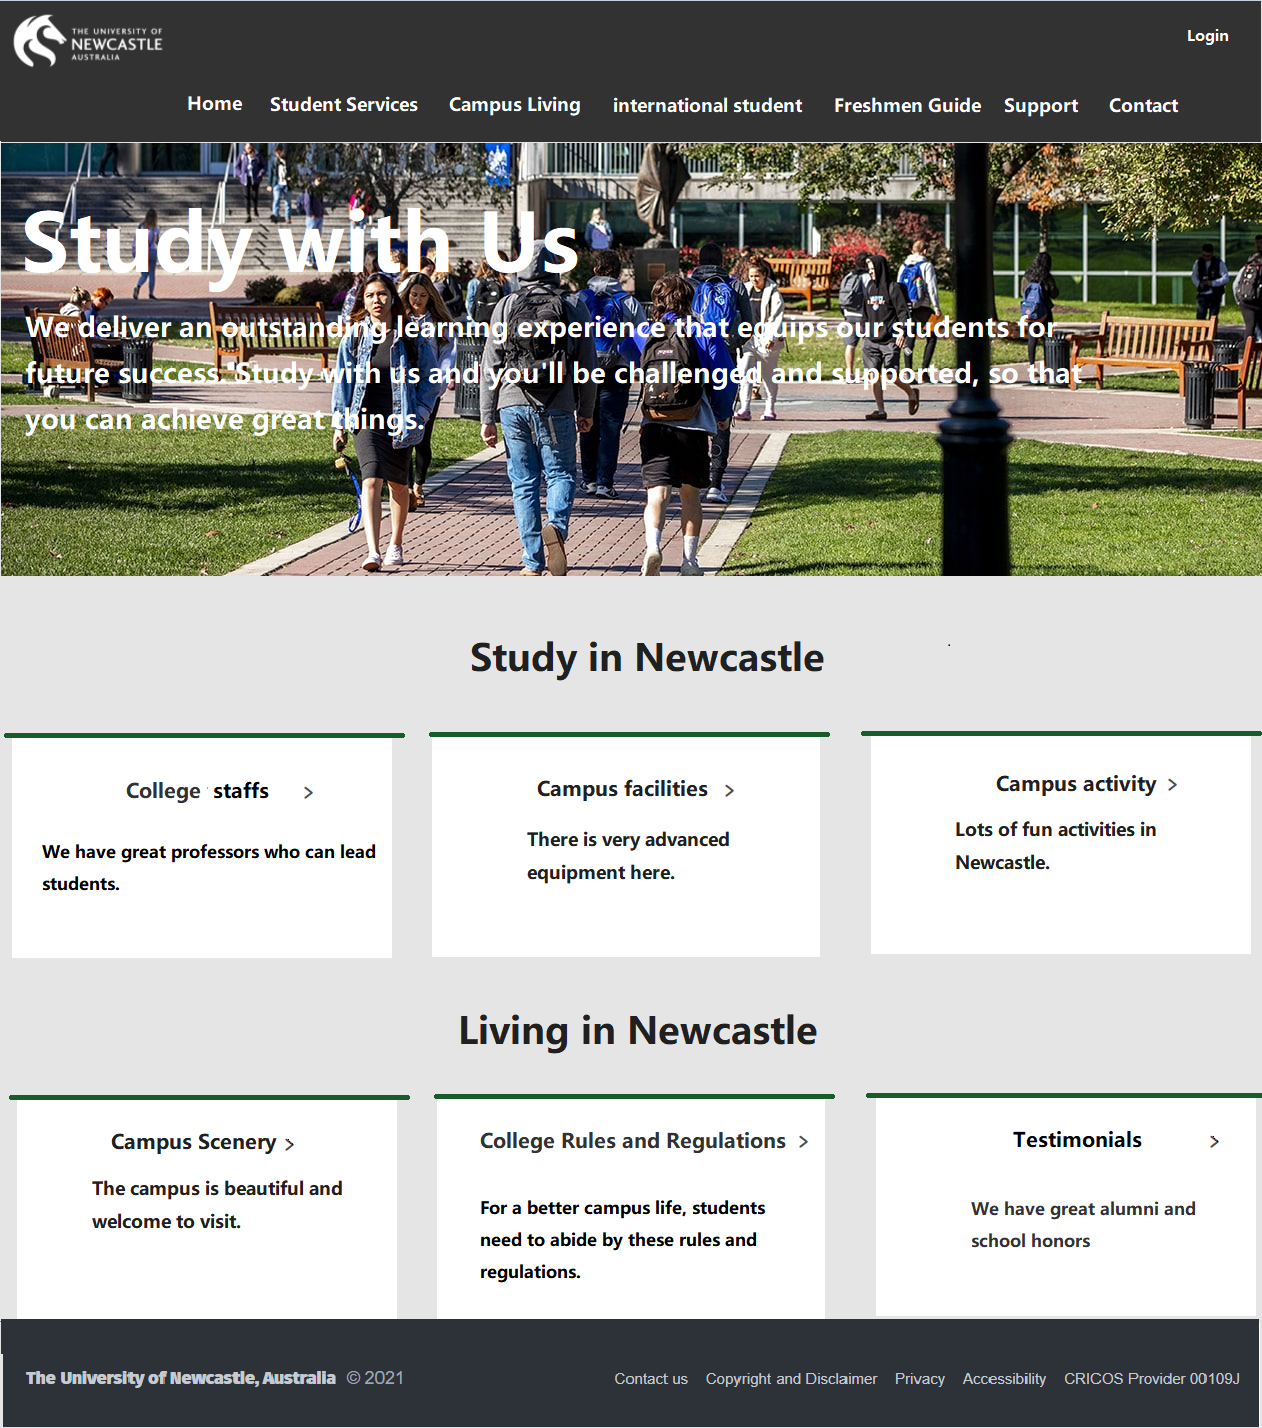 THE UNIVERSITY OF
NEWCASTLE
AUSTRALIA
Login
Home Student Services Campus Living international student Freshmen Guide Support Contact
Study with Us
We deliver an outstanding learning experience that equips our students for
future success. Study with us and you'll be challenged and supported, so that
you can achieve great things.
Study in Newcastle
College staffs >
We have great professors who can lead
students.
Campus facilities >
There is very advanced
equipment here.
Campus activity >
Lots of fun activities in
Newcastle.
Living in Newcastle
Campus Scenery >
The campus is beautiful and
welcome to visit.
College Rules and Regulations >
For a better campus life, students
need to abide by these rules and
regulations.
Testimonials >
We have great alumni and
school honors
The University of Newcastle, Australia © 2021
Contact us Copyright and Disclaimer Privacy Accessibility CRICOS Provider 00109J